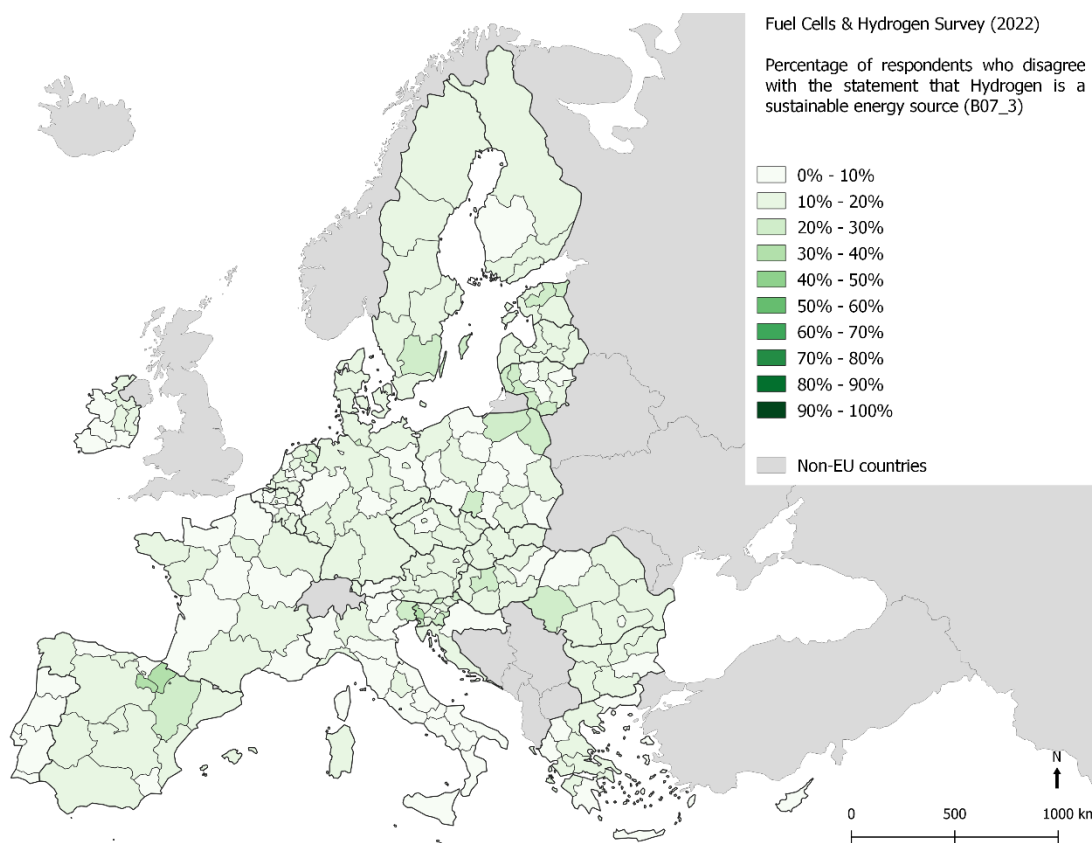 Fuel Cells & Hydrogen Survey (2022)
Percentage of respondents who disagree
with the statement that Hydrogen is a
sustainable energy source (B07_3)
0% - 10%
10% - 20%
20% - 30%
30% - 40%
40% - 50%
50% - 60%
60% - 70%
70% - 80%
80% - 90%
90% - 100%
Non-EU countries
N
0 500 1000 km